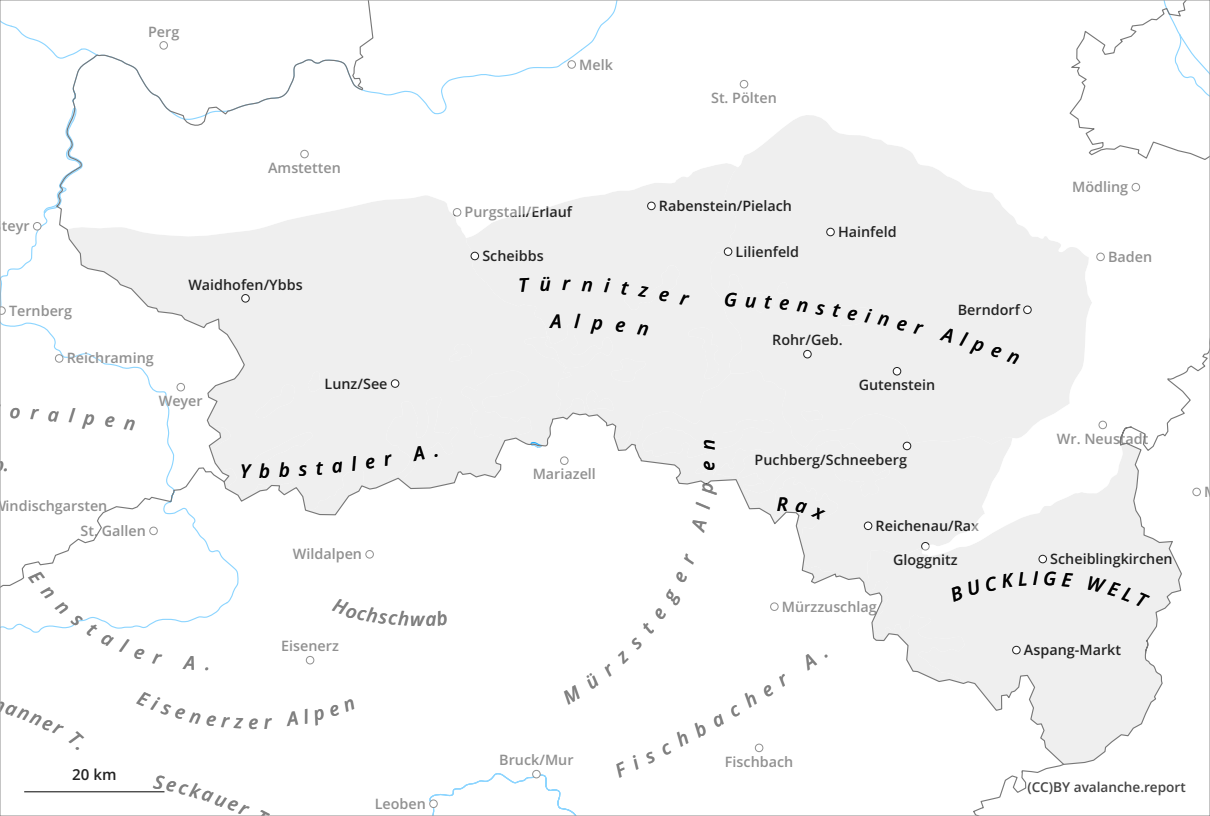 Perg
Melk
St. Pölten
Amstetten
Mödling
Purgstall/Erlauf
Rabenstein/Pielach
teyr
Hainfeld
Scheibbs
Lilienfeld
Baden
Waidhofen/Ybbs
Türnitzer
Alpen
Gutensteiner Alpen
Ternberg
Berndorf
Rohr/Geb.
Reichraming
Lunz/See
Gutenstein
Weyer
oralpen
Wr. Neustadt
Ybbstaler A.
Puchberg/Schneeberg
Mariazell
Windischgarsten
Rax
St. Gallen
Reichenau/Rax
Wildalpen
Gloggnitz
Scheiblingkirchen
BUCKLIGE WELT
Ennstaler A.
Hochschwab
Mürzsteger Alpen
Mürzzuschlag
Eisenerz
Aspang-Markt
Fischbacher A.
Eisenerzer Alpen
anner T.
Bruck/Mur
Fischbach
20 km
Seckauer T
Leoben
(CC)BY avalanche.report